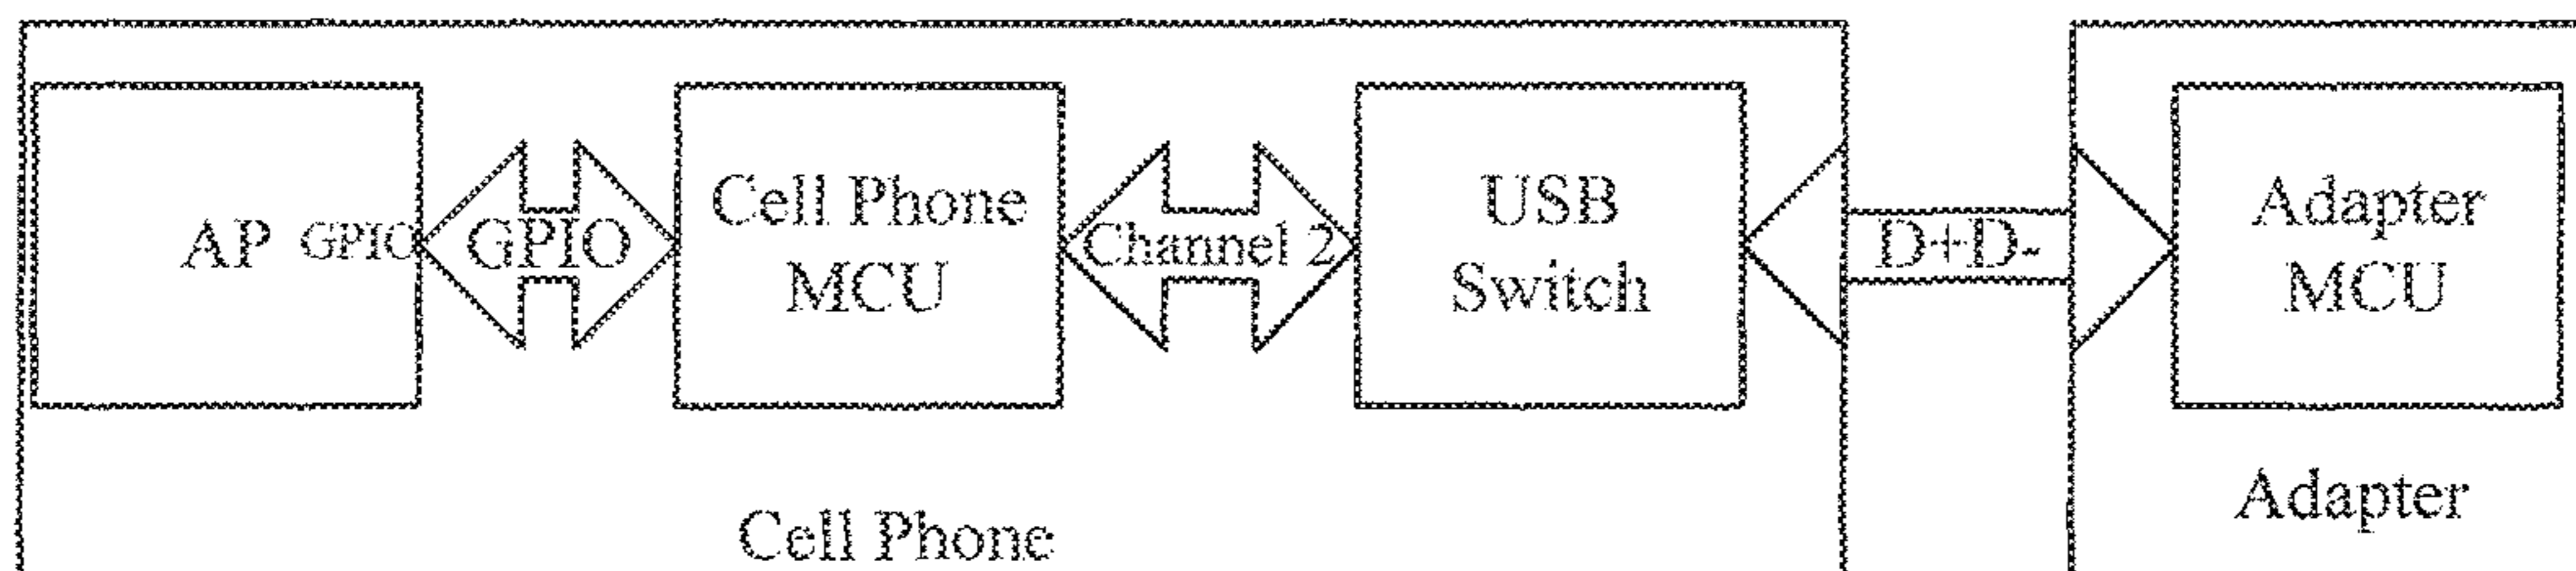 AP GPIO
GPIO
Cell Phone
MCU
Channel 2
USB
Switch
D+D-
Adapter
MCU
Cell Phone
Adapter